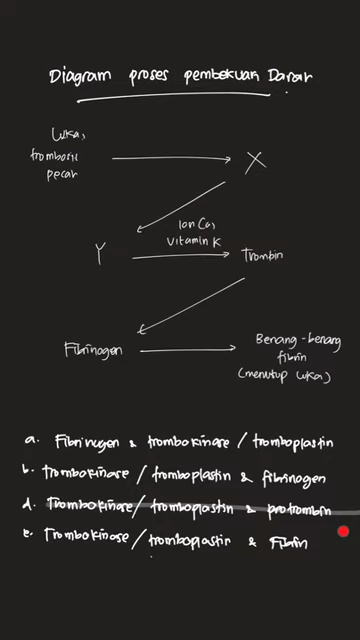 Diagram proses pembekuan Darah
Luka,
trombosit
pecah
X
Ion Ca,
Vitamin K
Y
Trombin
Fibrinogen
Benang-benang
fibrin
(menutup luka)
a. Fibrinogen & trombokinase / tromboplastin
b. trombokinase / tromboplastin & fibrinogen
d. Trombokinase / tromboplastin & protrombin
e. Trombokinase / tromboplastin & Fibrin